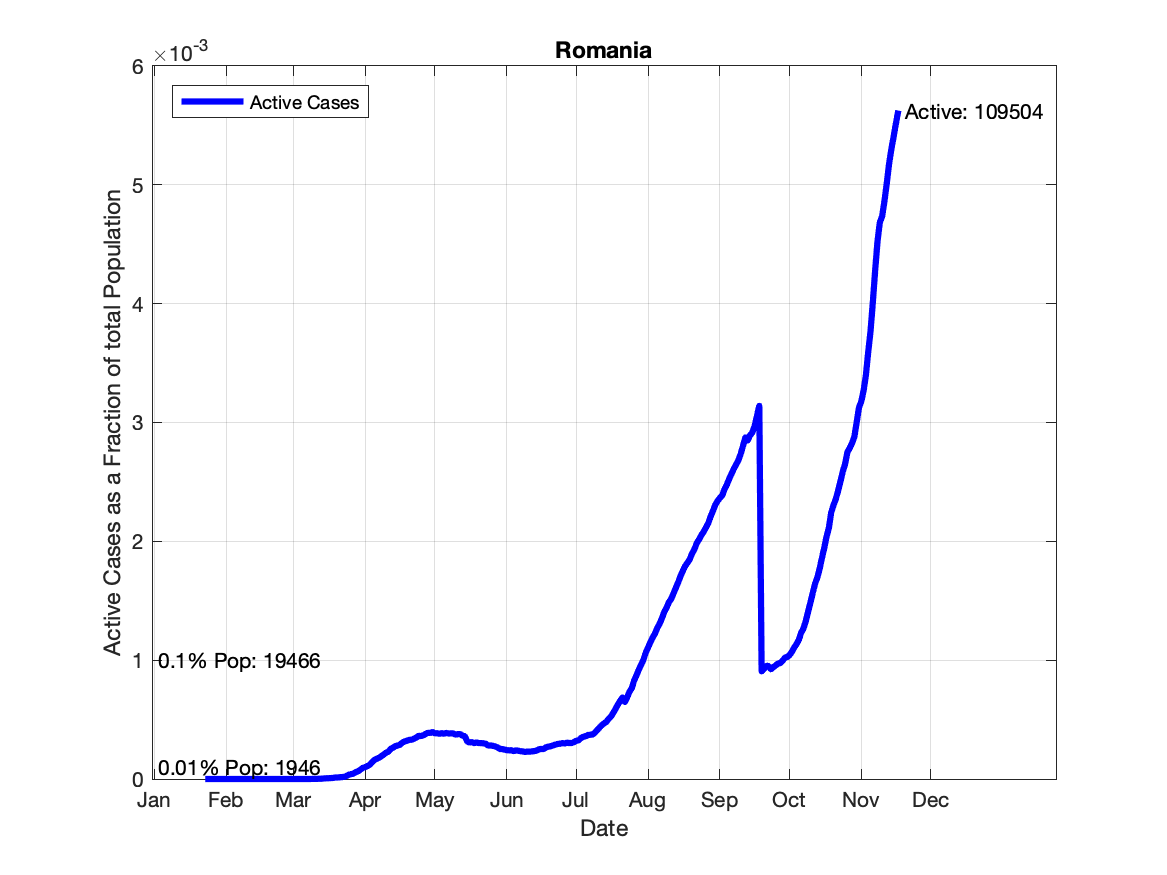 Romania
×10-3
Active Cases
Active: 109504
6
5
4
3
2
1
0
0.1% Pop: 19466
0.01% Pop: 1946
Active Cases as a Fraction of total Population
Jan Feb Mar Apr May Jun Jul Aug Sep Oct Nov Dec
Date